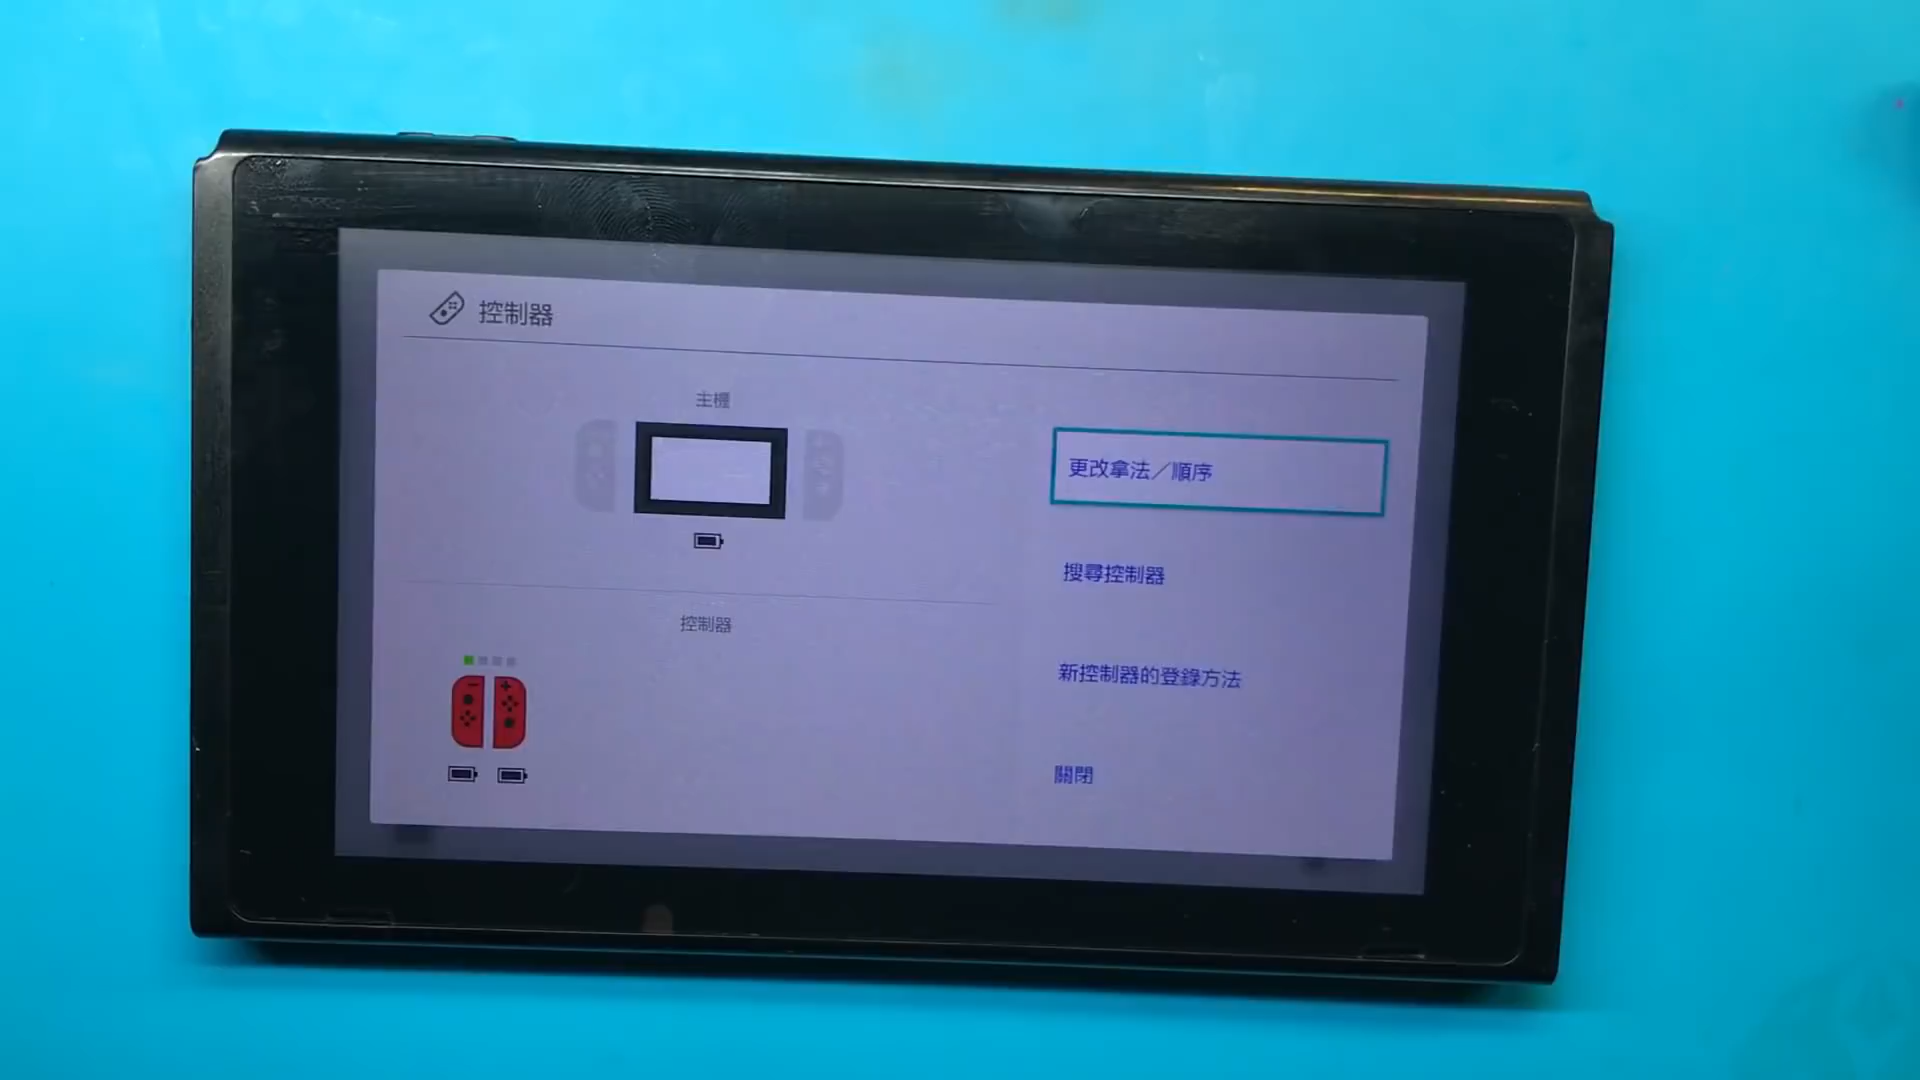 控制器
主機
更改拿法／順序
搜尋控制器
控制器
新控制器的登錄方法
關閉